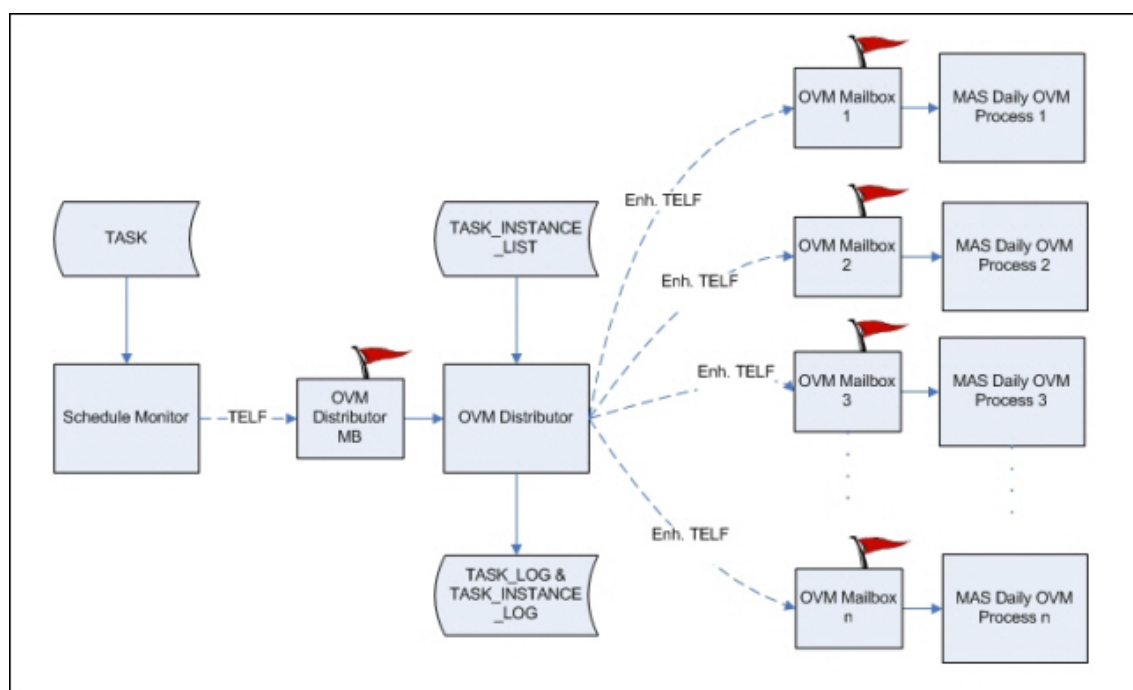 OVM Mailbox
1
MAS Daily OVM
Process 1
Enh. TELF
TASK
TASK_INSTANCE
_LIST
OVM Mailbox
2
MAS Daily OVM
Process 2
Enh. TELF
Schedule Monitor
TELF
OVM
Distributor
MB
OVM Distributor
Enh. TELF
OVM Mailbox
3
MAS Daily OVM
Process 3
Enh. TELF
TASK_LOG &
TASK_INSTANCE
_LOG
OVM Mailbox
n
MAS Daily OVM
Process n